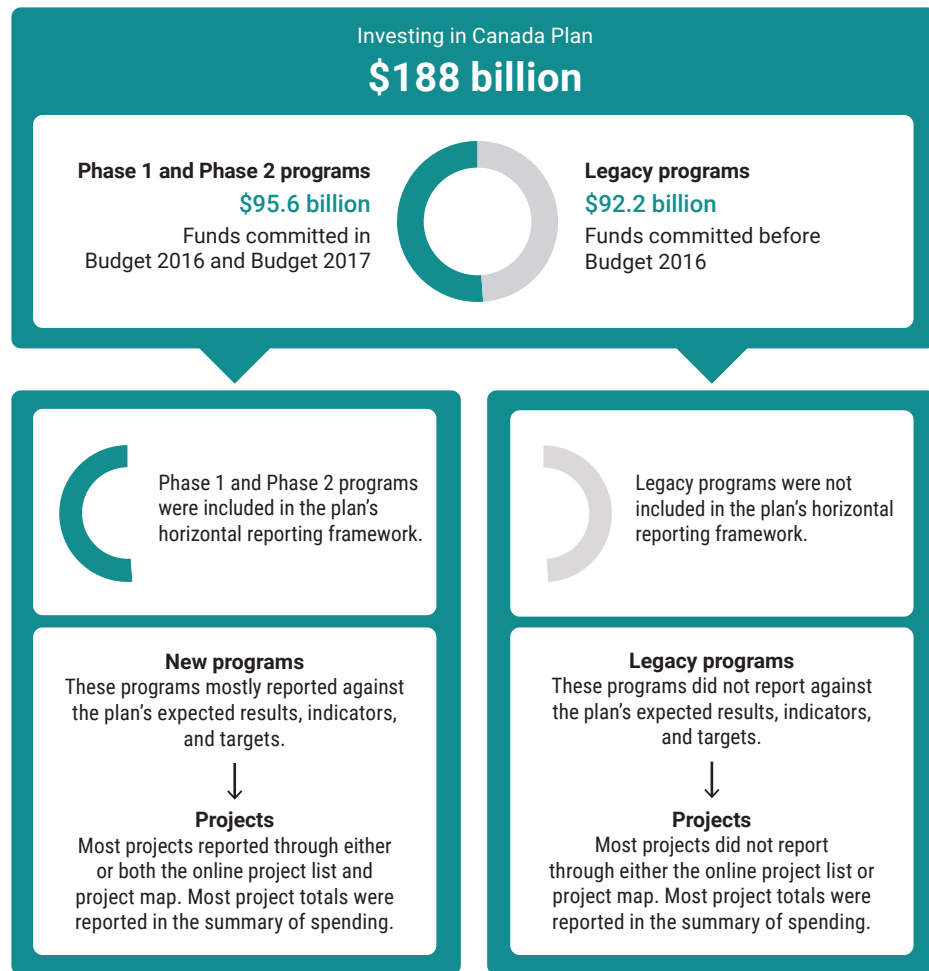 Investing in Canada Plan
$188 billion
Phase 1 and Phase 2 programs
$95.6 billion
Funds committed in
Budget 2016 and Budget 2017
Legacy programs
$92.2 billion
Funds committed before
Budget 2016
Phase 1 and Phase 2 programs
were included in the plan’s
horizontal reporting framework.
New programs
These programs mostly reported against
the plan’s expected results, indicators,
and targets.
Projects
Most projects reported through either
or both the online project list and
project map. Most project totals were
reported in the summary of spending.
Legacy programs were not
included in the plan’s horizontal
reporting framework.
Legacy programs
These programs did not report against
the plan’s expected results, indicators,
and targets.
Projects
Most projects did not report
through either the online project list or
project map. Most project totals were
reported in the summary of spending.